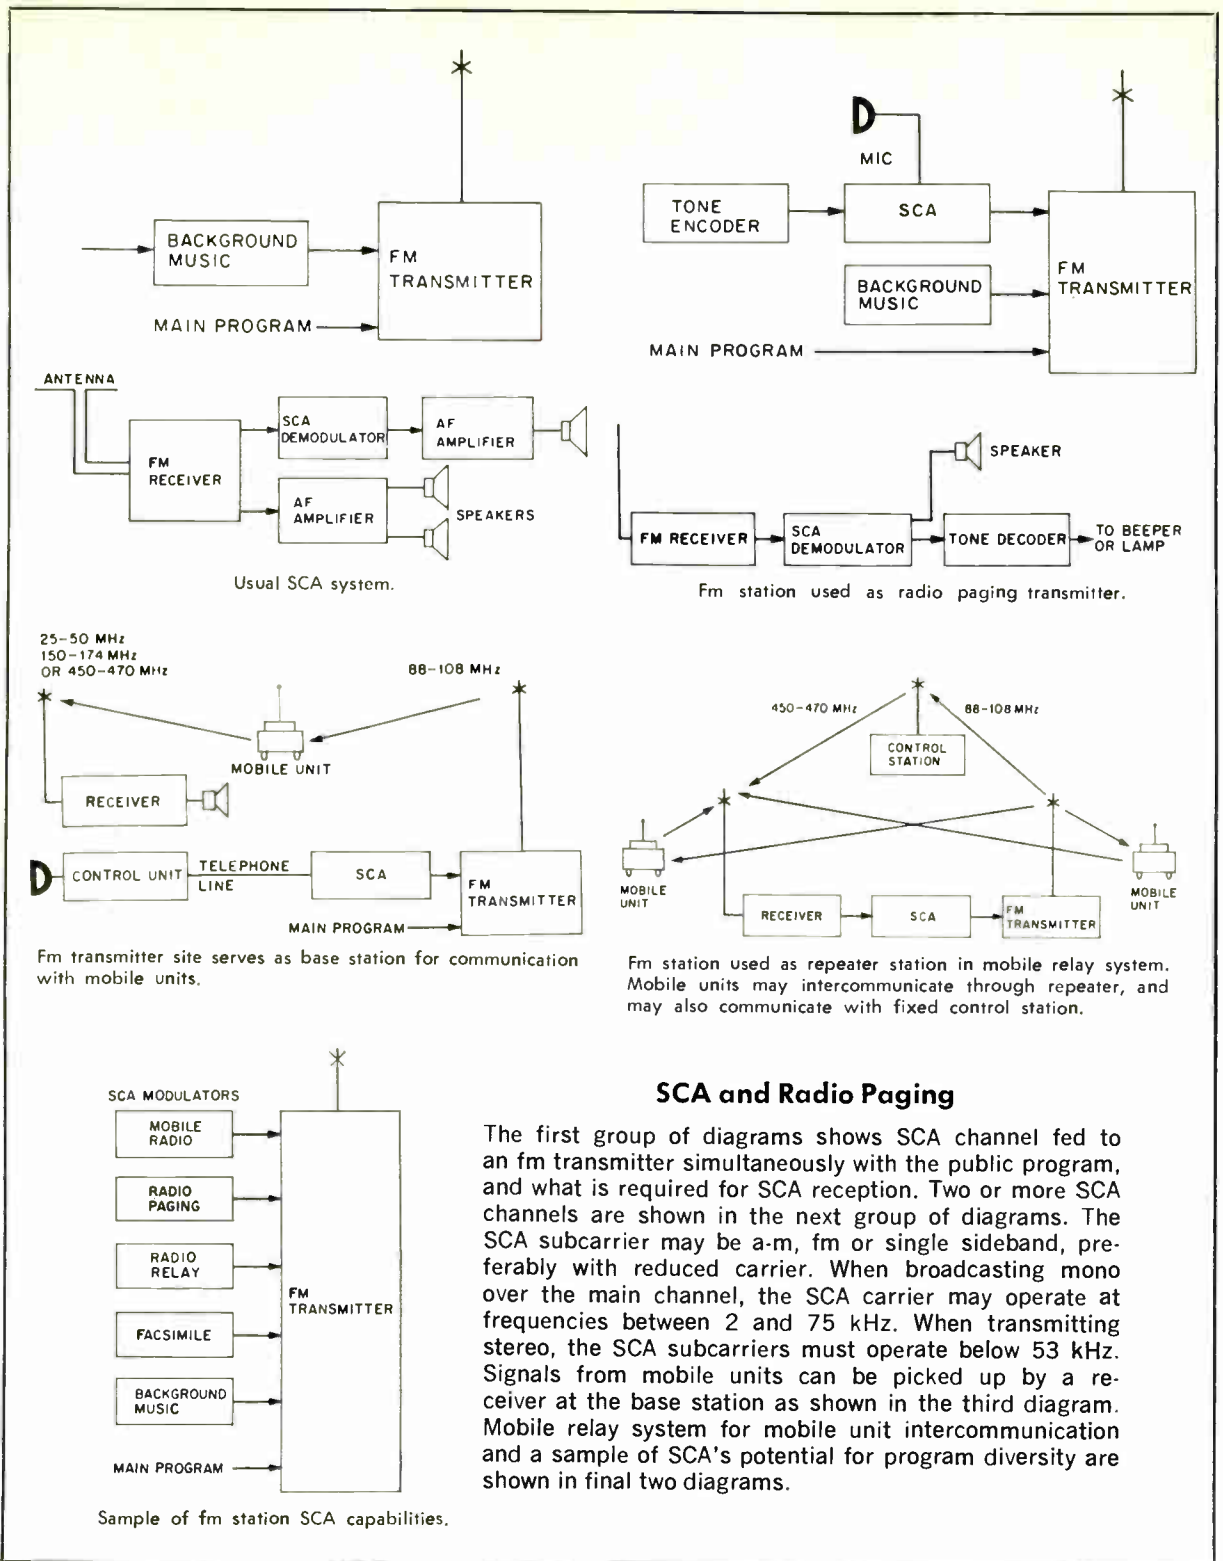 BACKGROUND
MUSIC
FM
TRANSMITTER
MAIN PROGRAM
ANTENNA
FM
RECEIVER
SCA
DEMODULATOR
AF
AMPLIFIER
AF
AMPLIFIER
SPEAKERS
Usual SCA system.
MIC
TONE
ENCODER
SCA
BACKGROUND
MUSIC
FM
TRANSMITTER
MAIN PROGRAM
SPEAKER
FM RECEIVER
SCA
DEMODULATOR
TONE DECODER
TO BEEPER
OR LAMP
Fm station used as radio paging transmitter.
25-50 MHz
150-174 MHz
OR 450-470 MHz
88-108 MHz
MOBILE UNIT
RECEIVER
CONTROL UNIT
TELEPHONE
LINE
SCA
FM
TRANSMITTER
MAIN PROGRAM
Fm transmitter site serves as base station for communication
with mobile units.
450-470 MHz
88-108 MHz
CONTROL
STATION
MOBILE
UNIT
MOBILE
UNIT
RECEIVER
SCA
FM
TRANSMITTER
Fm station used as repeater station in mobile relay system.
Mobile units may intercommunicate through repeater, and
may also communicate with fixed control station.
SCA MODULATORS
MOBILE
RADIO
RADIO
PAGING
RADIO
RELAY
FACSIMILE
BACKGROUND
MUSIC
MAIN PROGRAM
FM
TRANSMITTER
Sample of fm station SCA capabilities.
SCA and Radio Paging
The first group of diagrams shows SCA channel fed to
an fm transmitter simultaneously with the public program,
and what is required for SCA reception. Two or more SCA
channels are shown in the next group of diagrams. The
SCA subcarrier may be a-m, fm or single sideband, pre-
ferably with reduced carrier. When broadcasting mono
over the main channel, the SCA carrier may operate at
frequencies between 2 and 75 kHz. When transmitting
stereo, the SCA subcarriers must operate below 53 kHz.
Signals from mobile units can be picked up by a re-
ceiver at the base station as shown in the third diagram.
Mobile relay system for mobile unit intercommunication
and a sample of SCA's potential for program diversity are
shown in final two diagrams.